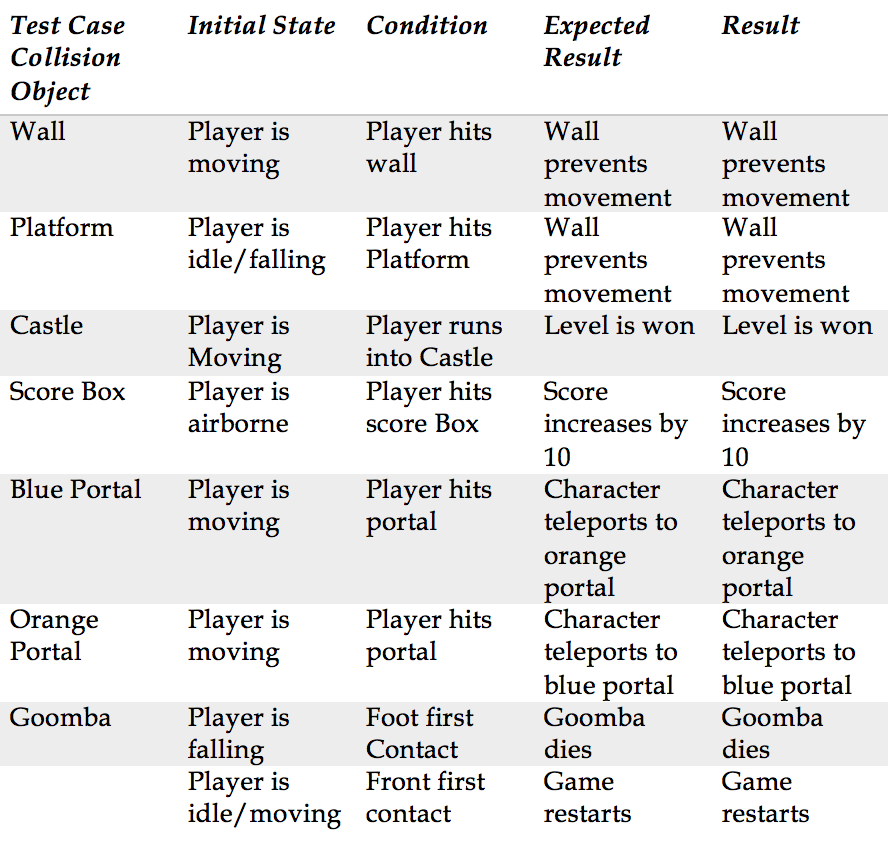 Test Case Collision Object	Initial State	Condition	Expected Result	Result
Wall	Player is moving	Player hits wall	Wall prevents movement	Wall prevents movement
Platform	Player is idle/falling	Player hits Platform	Wall prevents movement	Wall prevents movement
Castle	Player is Moving	Player runs into Castle	Level is won	Level is won
Score Box	Player is airborne	Player hits score Box	Score increases by 10	Score increases by 10
Blue Portal	Player is moving	Player hits portal	Character teleports to orange portal	Character teleports to orange portal
Orange Portal	Player is moving	Player hits portal	Character teleports to blue portal	Character teleports to blue portal
Goomba	Player is falling	Foot first Contact	Goomba dies	Goomba dies
	Player is idle/moving	Front first contact	Game restarts	Game restarts